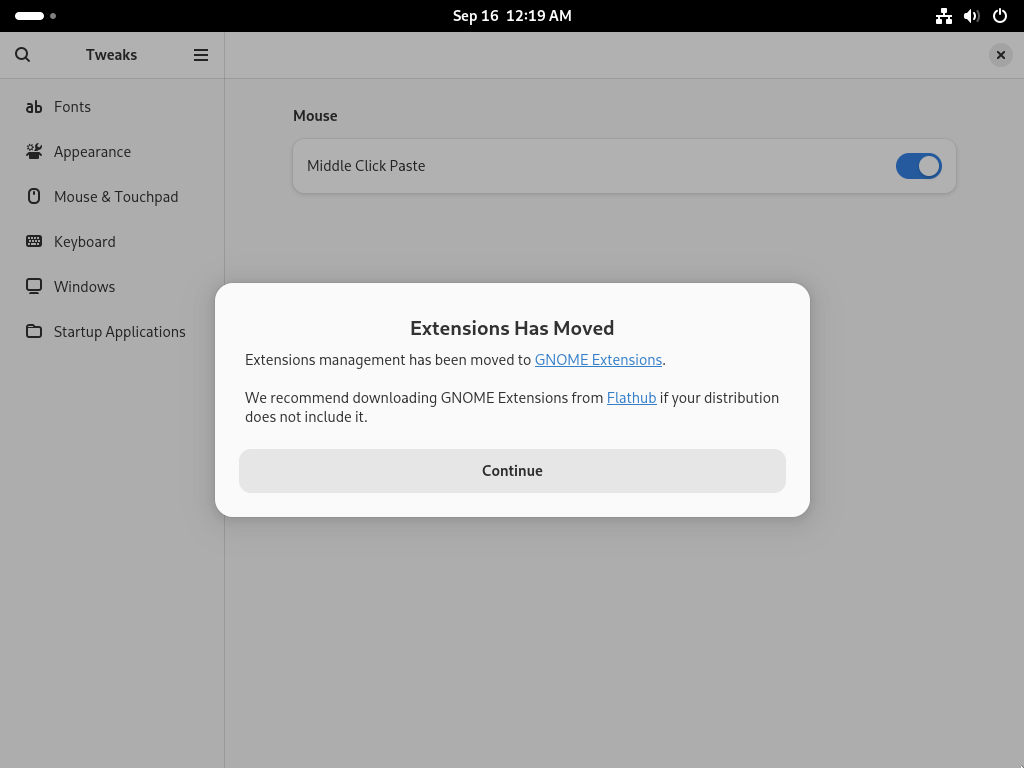 Sep 16 12:19 AM
Tweaks
Fonts
Appearance
Mouse & Touchpad
Keyboard
Windows
Startup Applications
Mouse
Middle Click Paste
Extensions Has Moved
Extensions management has been moved to GNOME Extensions.
We recommend downloading GNOME Extensions from Flathub if your distribution
does not include it.
Continue